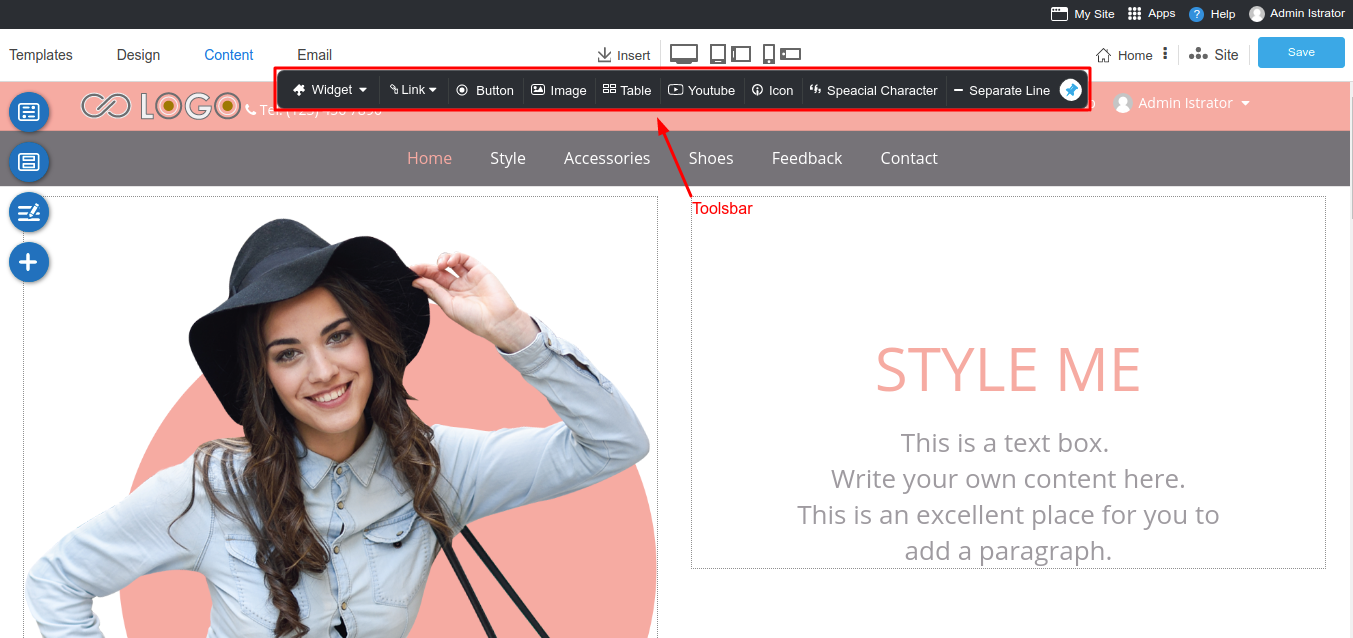 My Site Apps ? Help Admin Istrator
Templates Design Content Email Insert Home Site Save
Widget Link Button Image Table Youtube Icon Speacial Character Separate Line
LOGO Admin Istrator
Home Style Accessories Shoes Feedback Contact
Toolsbar
STYLE ME
This is a text box.
Write your own content here.
This is an excellent place for you to
add a paragraph.